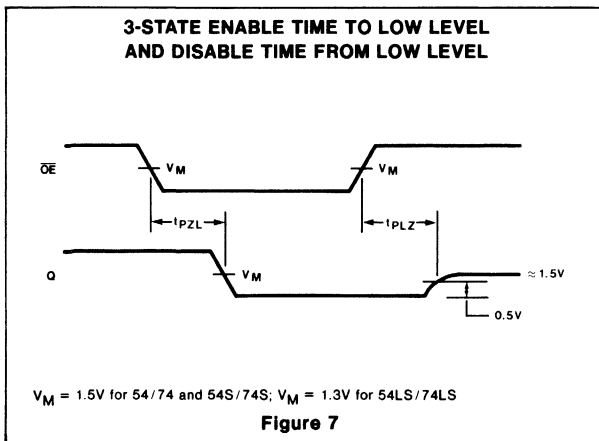 3-STATE ENABLE TIME TO LOW LEVEL
AND DISABLE TIME FROM LOW LEVEL
OE
VM
VM
tPZL
tPLZ
Q
VM
≈ 1.5V
0.5V
VM = 1.5V for 54/74 and 54S/74S; VM = 1.3V for 54LS/74LS
Figure 7